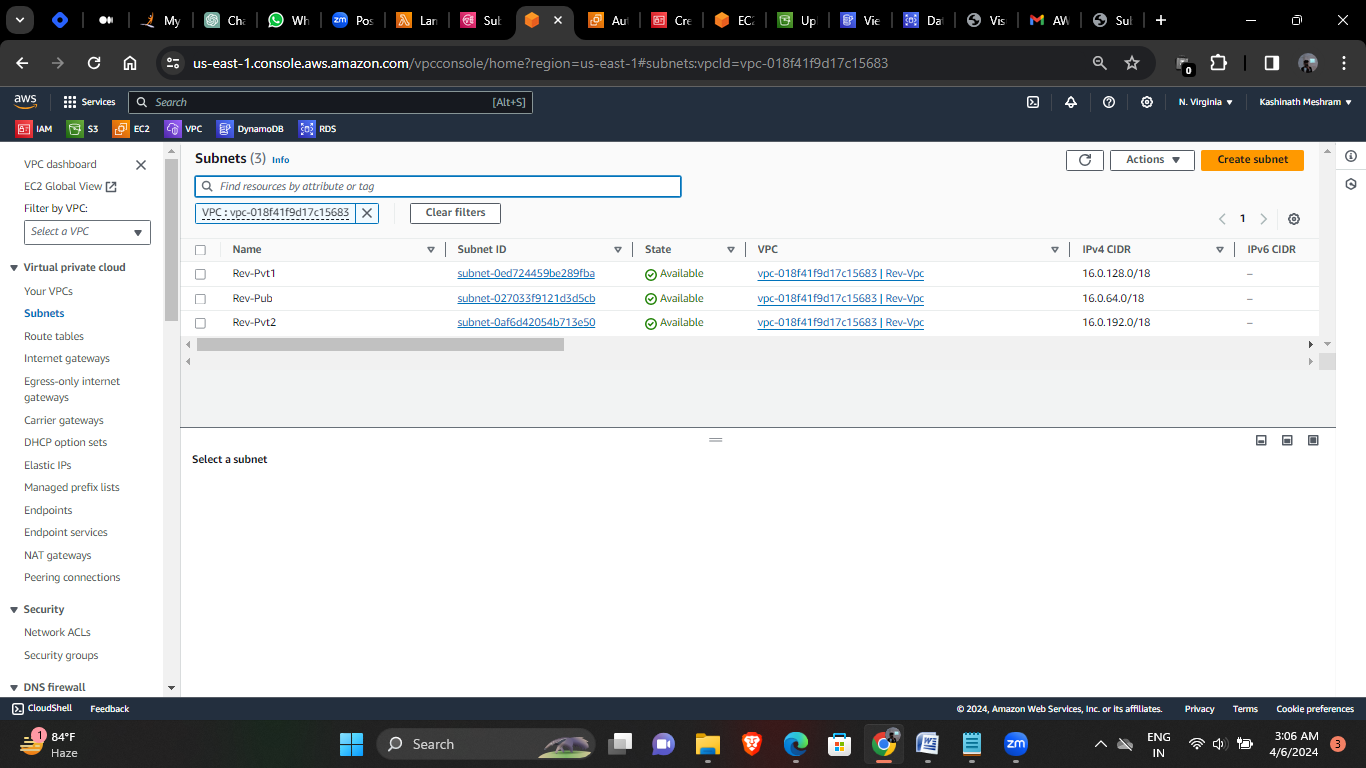 My
Cha
Wh
Pos
Lan
Sub
Aut
Cre
EC2
Up
Vie
Dat
Vis
AW
Sul
us-east-1.console.aws.amazon.com/vpcconsole/home?region=us-east-1#subnets:vpcId=vpc-018f41f9d17c15683
0
aws
Services
Search
[Alt+S]
N. Virginia
Kashinath Meshram
IAM
S3
EC2
VPC
DynamoDB
RDS
VPC dashboard
EC2 Global View
Filter by VPC:
Select a VPC
Virtual private cloud
Your VPCs
Subnets
Route tables
Internet gateways
Egress-only internet
gateways
Carrier gateways
DHCP option sets
Elastic IPs
Managed prefix lists
Endpoints
Endpoint services
NAT gateways
Peering connections
Security
Network ACLs
Security groups
DNS firewall
Subnets (3) Info
Actions
Create subnet
Find resources by attribute or tag
VPC : vpc-018f41f9d17c15683
Clear filters
1
Name Subnet ID State VPC IPv4 CIDR IPv6 CIDR
Rev-Pvt1 subnet-0ed724459be289fba Available vpc-018f41f9d17c15683 | Rev-Vpc 16.0.128.0/18 –
Rev-Pub subnet-027033f9121d3d5cb Available vpc-018f41f9d17c15683 | Rev-Vpc 16.0.64.0/18 –
Rev-Pvt2 subnet-0af6d42054b713e50 Available vpc-018f41f9d17c15683 | Rev-Vpc 16.0.192.0/18 –
Select a subnet
CloudShell Feedback
© 2024, Amazon Web Services, Inc. or its affiliates. Privacy Terms Cookie preferences
1
84°F
Haze
Search
zm
ENG
IN
3:06 AM
4/6/2024
3